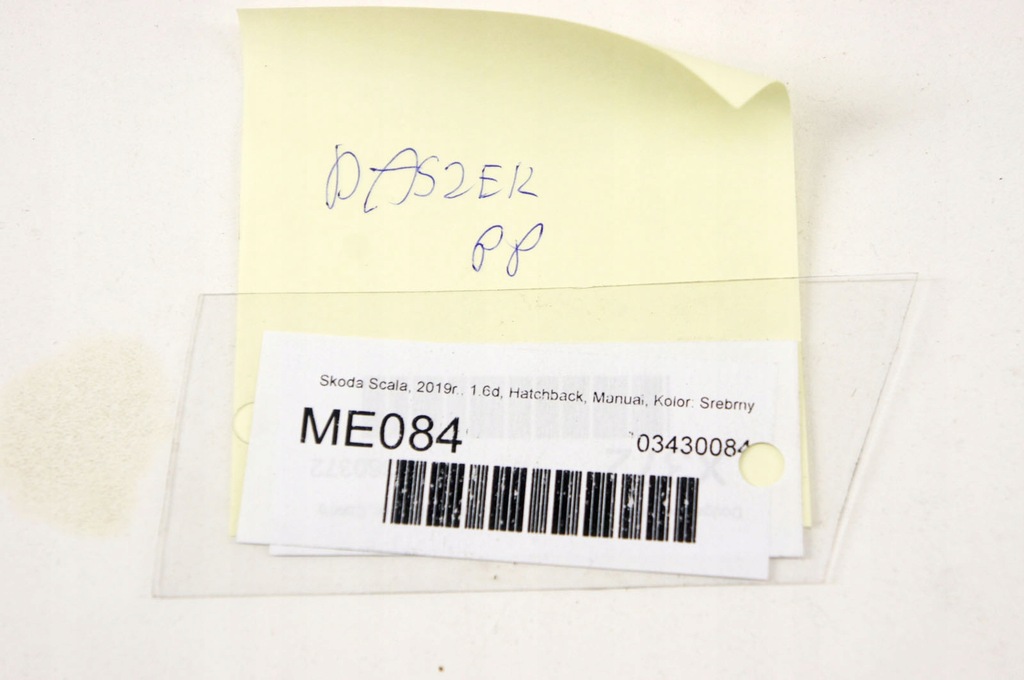 DASZEK
PP
Skoda Scala, 2019r., 1.6d, Hatchback, Manual, Kolor: Srebrny
ME084
03430084